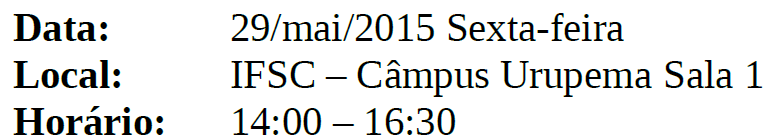 Data: 29/mai/2015 Sexta-feira
Local: IFSC – Câmpus Urupema Sala 1
Horário: 14:00 – 16:30